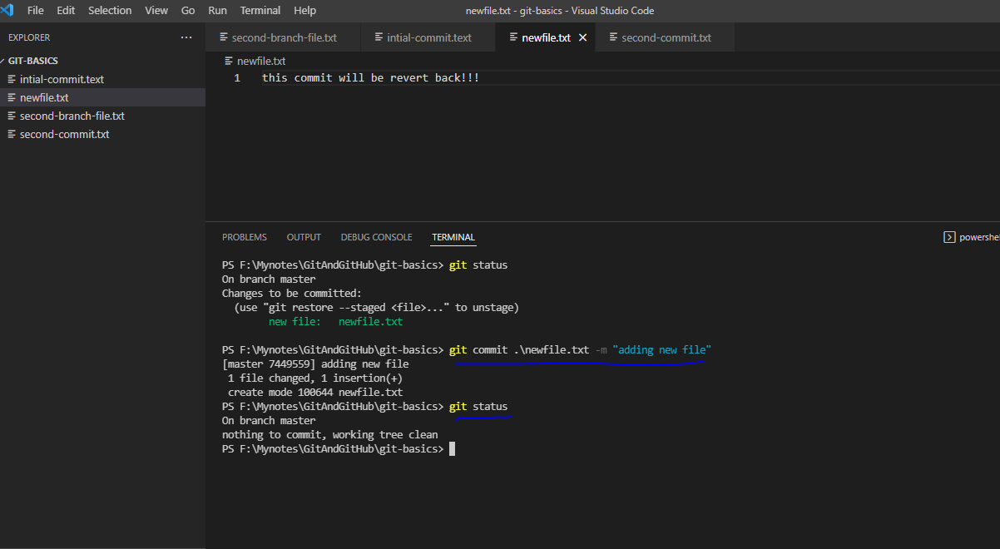 File Edit Selection View Go Run Terminal Help newfile.txt - git-basics - Visual Studio Code
EXPLORER ...
GIT-BASICS
intial-commit.text
newfile.txt
second-branch-file.txt
second-commit.txt
second-branch-file.txt intial-commit.text newfile.txt second-commit.txt
newfile.txt
1 this commit will be revert back!!!
PROBLEMS OUTPUT DEBUG CONSOLE TERMINAL powershe
PS F:\Mynotes\GitAndGitHub\git-basics> git status
On branch master
Changes to be committed:
  (use "git restore --staged <file>..." to unstage)
        new file:   newfile.txt
PS F:\Mynotes\GitAndGitHub\git-basics> git commit .\newfile.txt -m "adding new file"
[master 7449559] adding new file
 1 file changed, 1 insertion(+)
 create mode 100644 newfile.txt
PS F:\Mynotes\GitAndGitHub\git-basics> git status
On branch master
nothing to commit, working tree clean
PS F:\Mynotes\GitAndGitHub\git-basics>